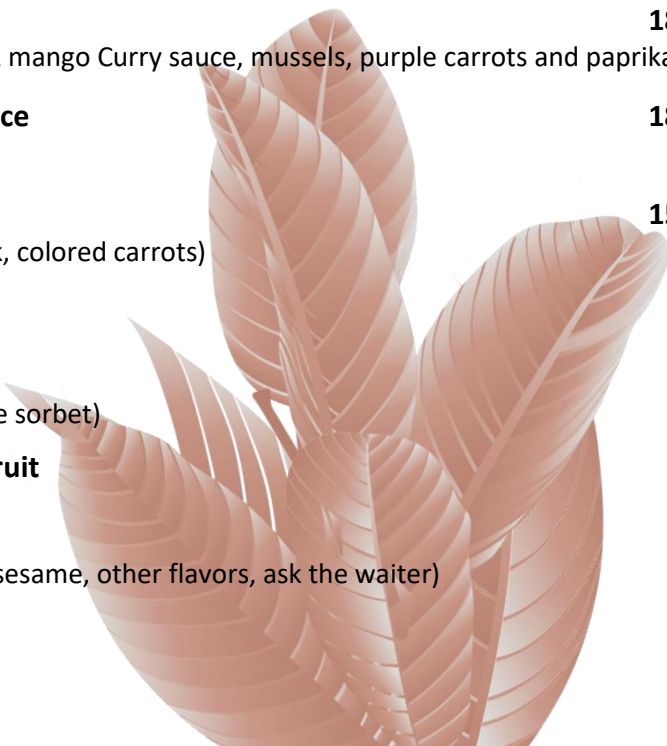 18
mango Curry sauce, mussels, purple carrots and paprika
ce 18
15
, colored carrots)
e sorbet)
ruit
sesame, other flavors, ask the waiter)